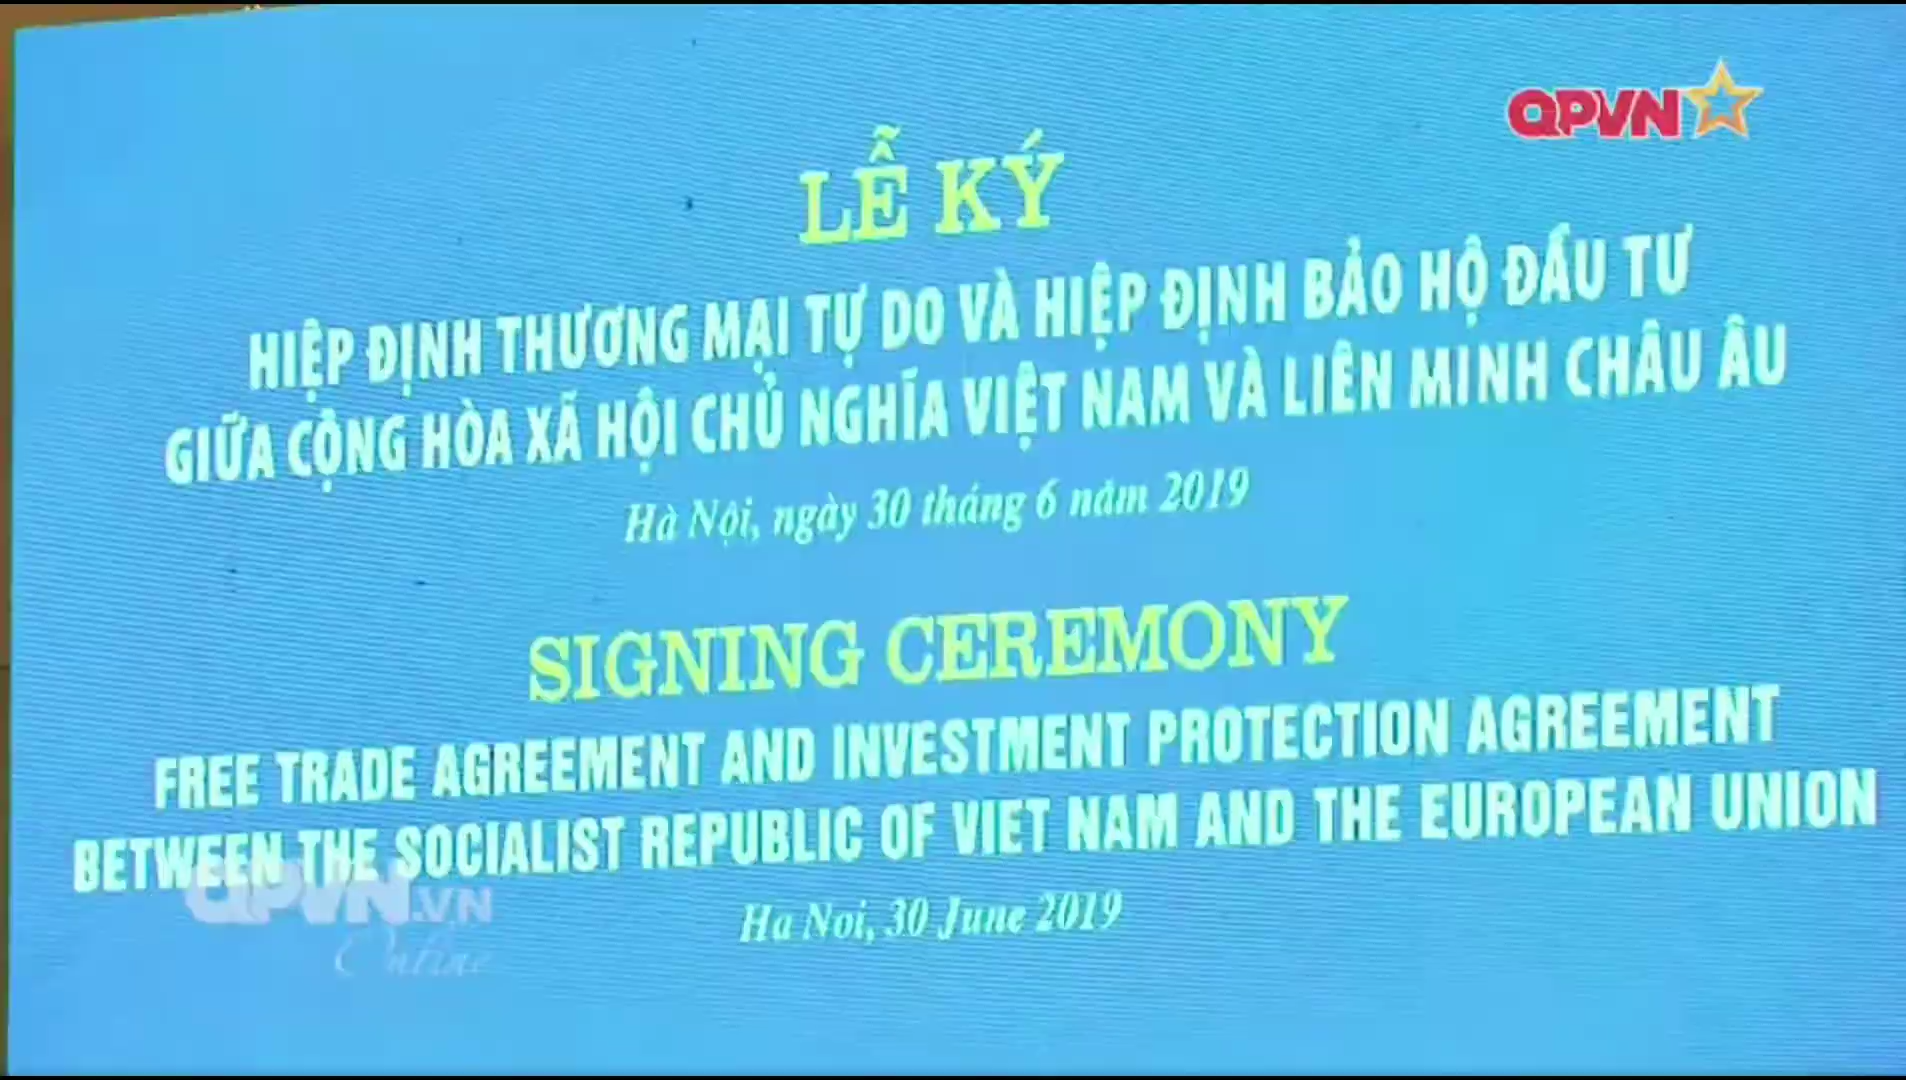 QPVN
LỄ KÝ
HIỆP ĐỊNH THƯƠNG MẠI TỰ DO VÀ HIỆP ĐỊNH BẢO HỘ ĐẦU TƯ
GIỮA CỘNG HÒA XÃ HỘI CHỦ NGHĨA VIỆT NAM VÀ LIÊN MINH CHÂU ÂU
Hà Nội, ngày 30 tháng 6 năm 2019
SIGNING CEREMONY
FREE TRADE AGREEMENT AND INVESTMENT PROTECTION AGREEMENT
BETWEEN THE SOCIALIST REPUBLIC OF VIET NAM AND THE EUROPEAN UNION
Ha Noi, 30 June 2019
QPVN.VN
Online